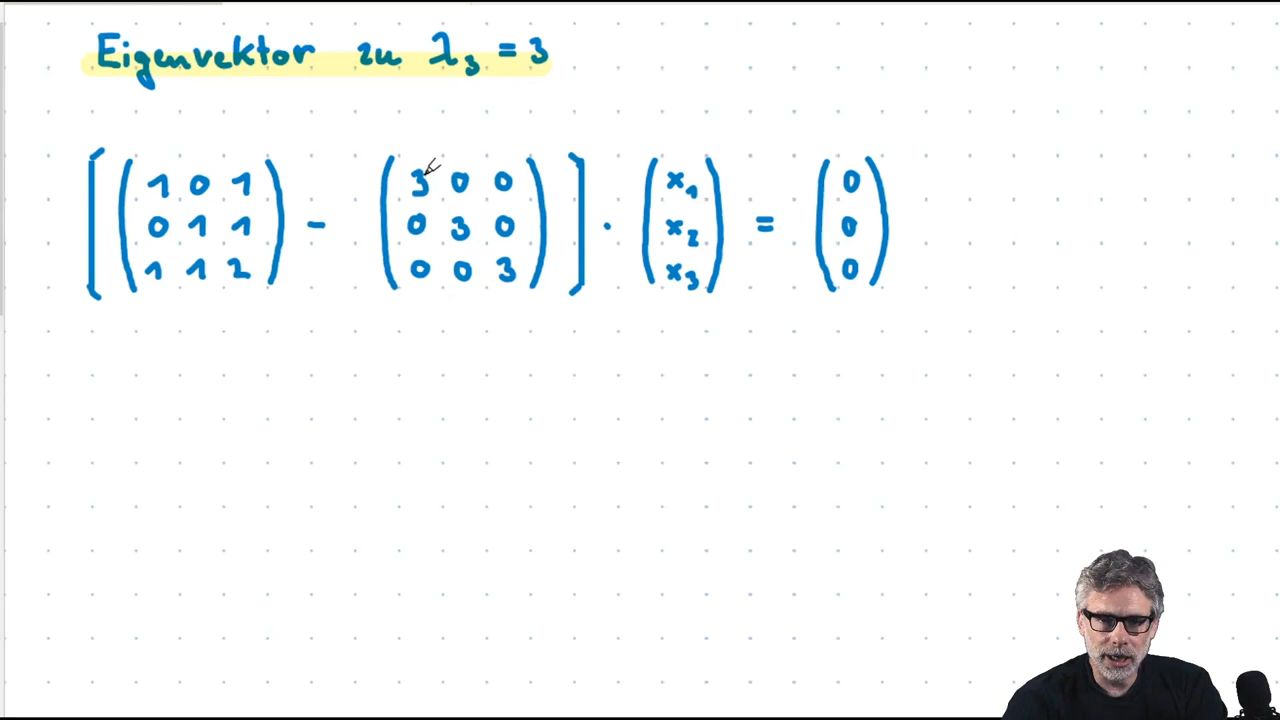 Eigenvektor zu λ₃ = 3
[ ( 1 0 1 ) - ( 3 0 0 ) ] · ( x₁ ) = ( 0 )
( 0 1 1 ) ( 0 3 0 ) ( x₂ ) ( 0 )
( 1 1 2 ) ( 0 0 3 ) ( x₃ ) ( 0 )